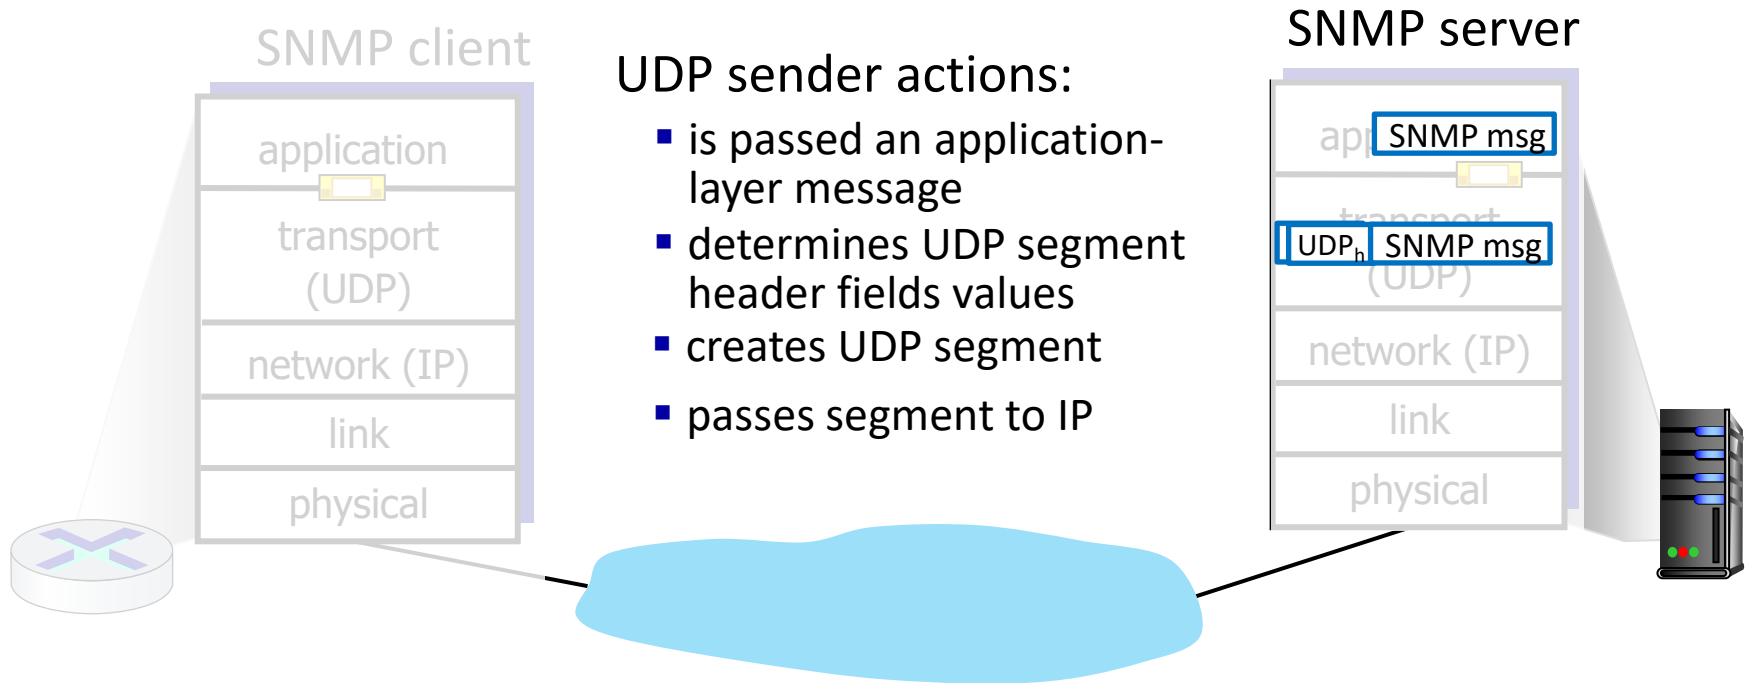 SNMP client
SNMP server
UDP sender actions:
▪ is passed an application-
layer message
▪ determines UDP segment
header fields values
▪ creates UDP segment
▪ passes segment to IP
application
transport
(UDP)
network (IP)
link
physical
app
SNMP msg
transport
UDPh
SNMP msg
(UDP)
network (IP)
link
physical